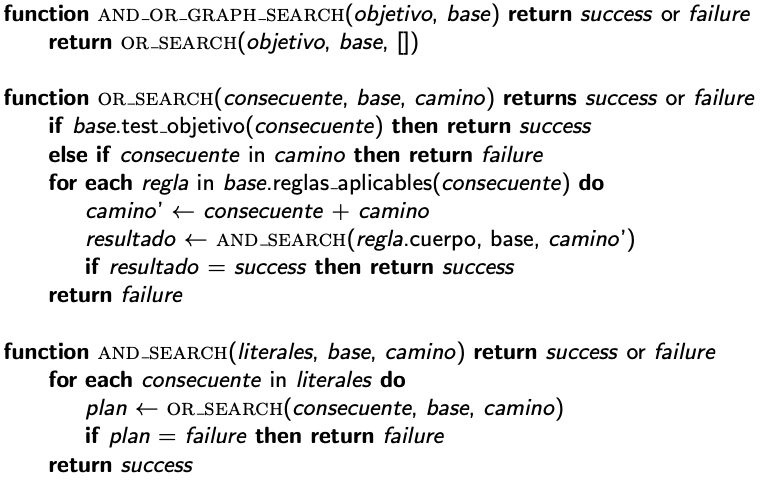 function AND_OR_GRAPH_SEARCH(objetivo, base) return success or failure
return OR_SEARCH(objetivo, base, [])
function OR_SEARCH(consecuente, base, camino) returns success or failure
if base.test_objetivo(consecuente) then return success
else if consecuente in camino then return failure
for each regla in base.reglas_aplicables(consecuente) do
camino' ← consecuente + camino
resultado ← AND_SEARCH(regla.cuerpo, base, camino')
if resultado = success then return success
return failure
function AND_SEARCH(literales, base, camino) return success or failure
for each consecuente in literales do
plan ← OR_SEARCH(consecuente, base, camino)
if plan = failure then return failure
return success